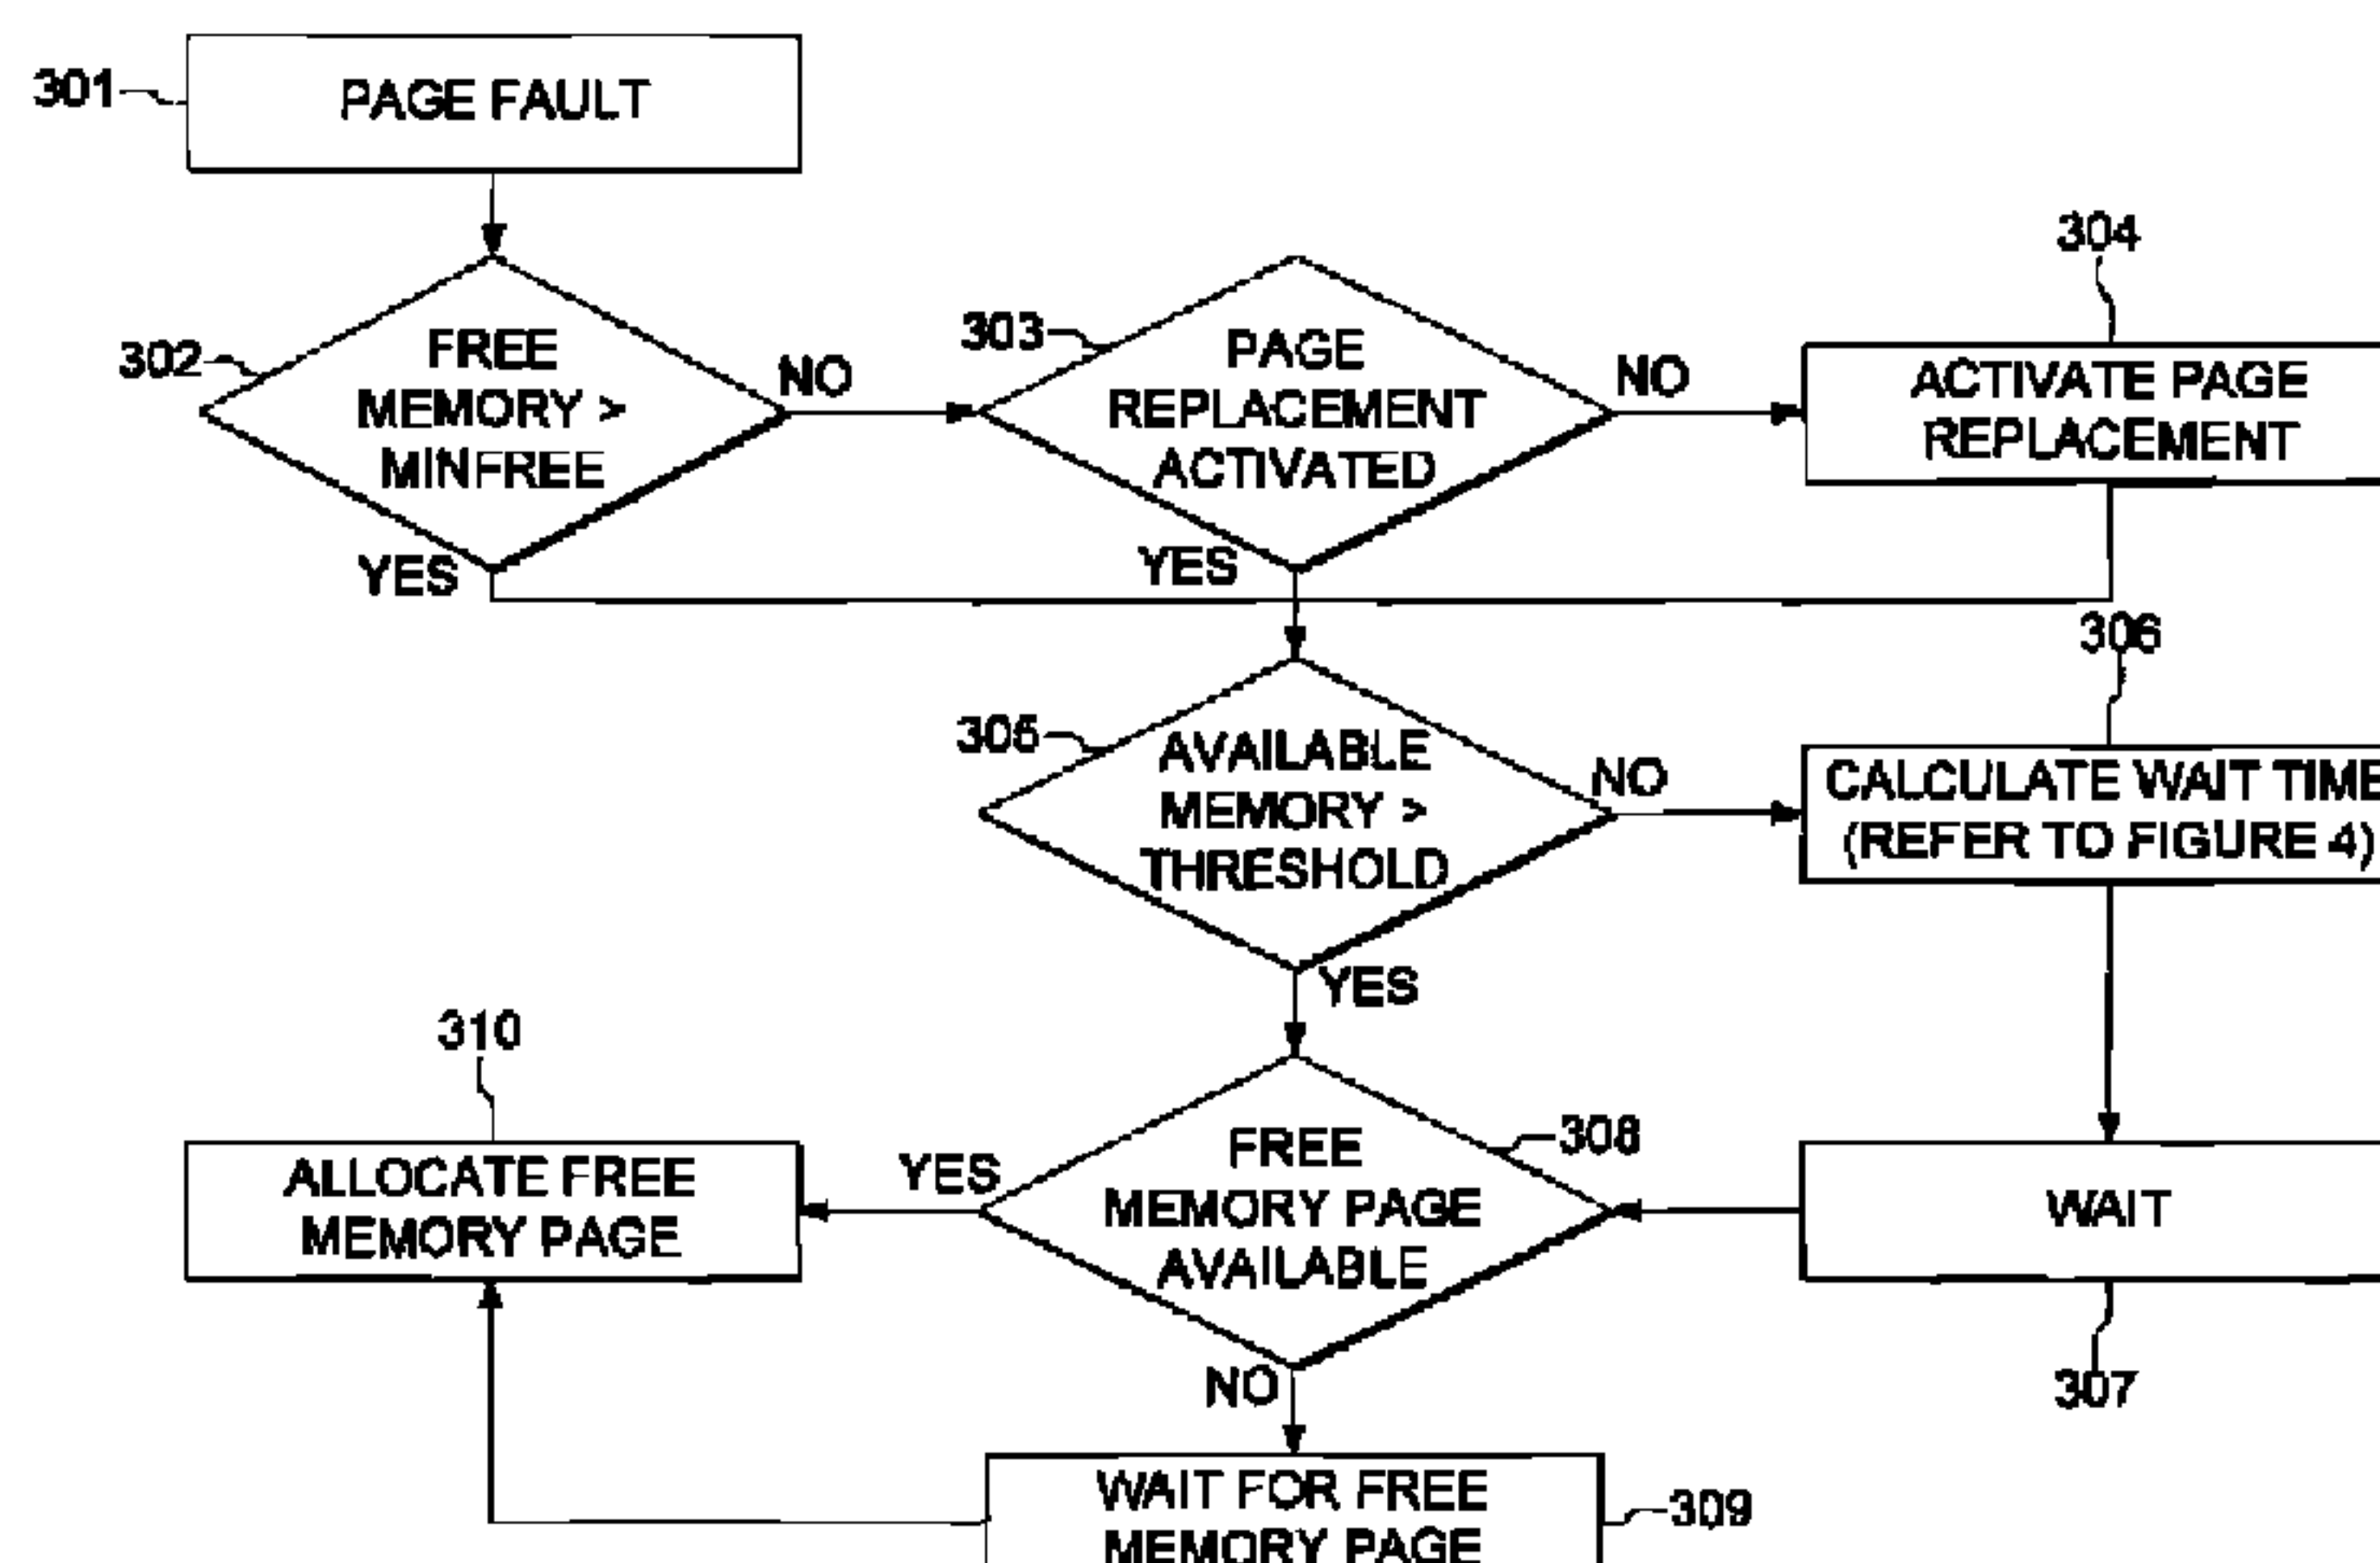 301
PAGE FAULT
304
302
FREE
MEMORY >
MINFREE
NO
303
PAGE
REPLACEMENT
ACTIVATED
NO
ACTIVATE PAGE
REPLACEMENT
YES
YES
306
305
AVAILABLE
MEMORY >
THRESHOLD
NO
CALCULATE WAIT TIME
(REFER TO FIGURE 4)
YES
310
ALLOCATE FREE
MEMORY PAGE
YES
FREE
MEMORY PAGE
AVAILABLE
308
WAIT
NO
307
WAIT FOR FREE
MEMORY PAGE
309